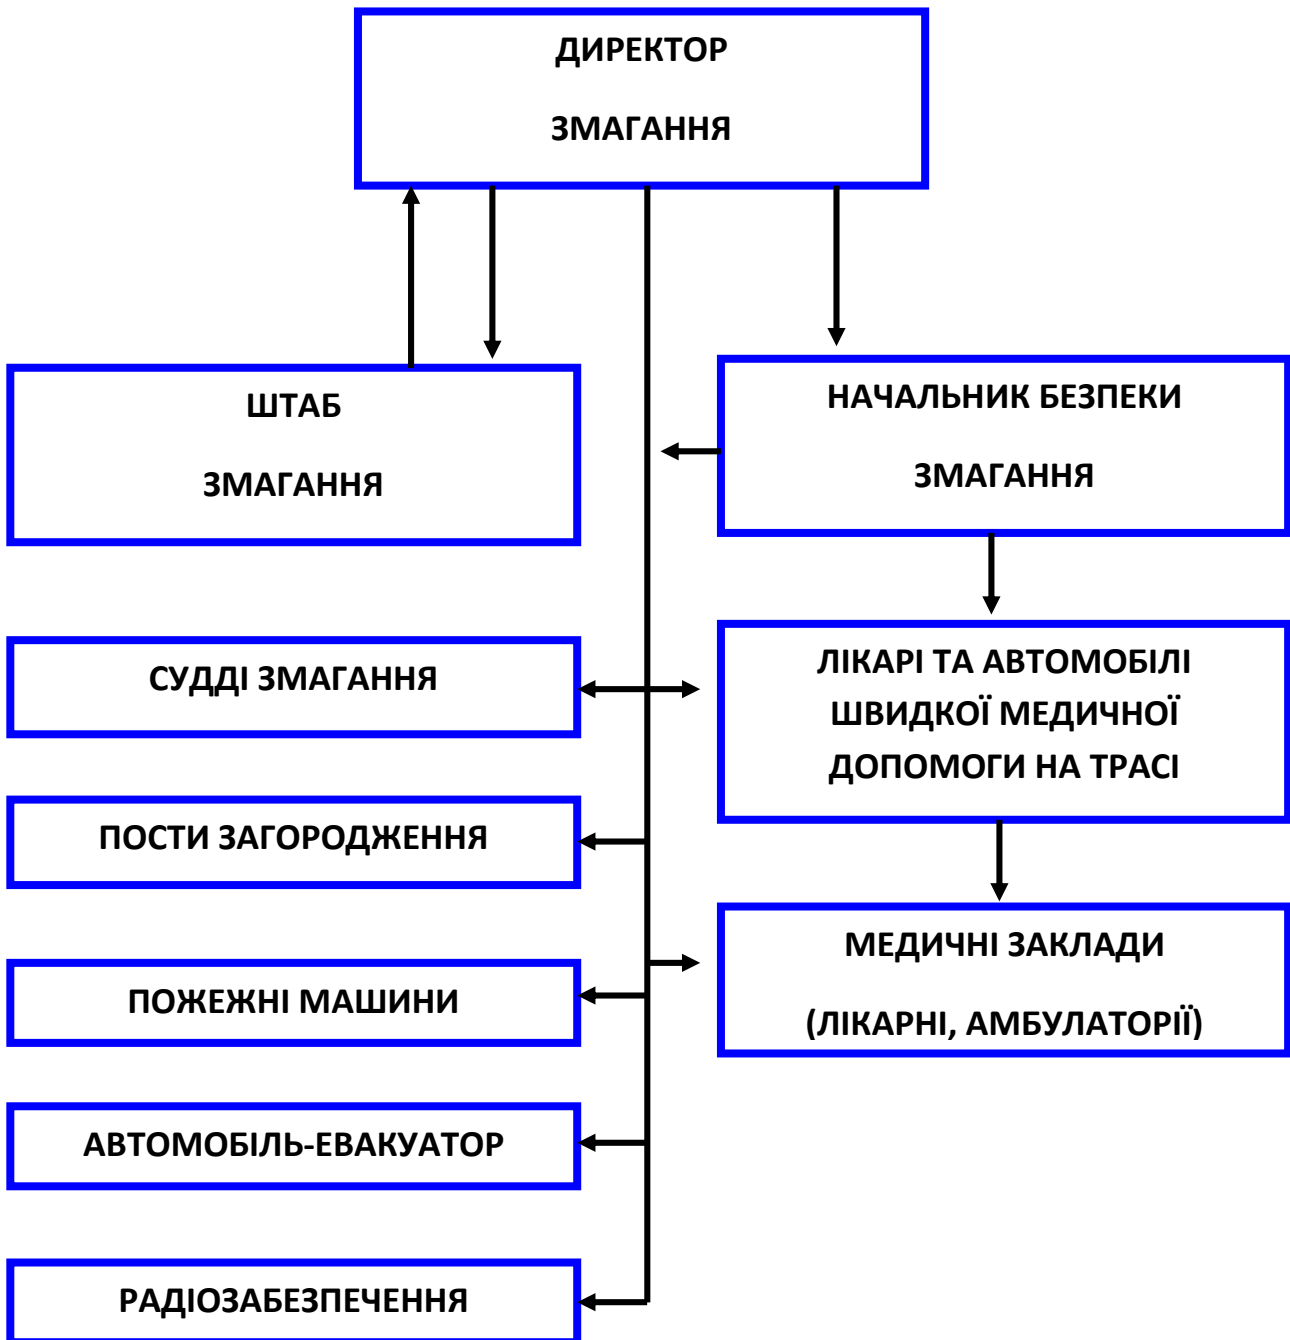 ДИРЕКТОР
ЗМАГАННЯ
ШТАБ
ЗМАГАННЯ
НАЧАЛЬНИК БЕЗПЕКИ
ЗМАГАННЯ
СУДДІ ЗМАГАННЯ
ЛІКАРІ ТА АВТОМОБІЛІ
ШВИДКОЇ МЕДИЧНОЇ
ДОПОМОГИ НА ТРАСІ
ПОСТИ ЗАГОРОДЖЕННЯ
МЕДИЧНІ ЗАКЛАДИ
(ЛІКАРНІ, АМБУЛАТОРІЇ)
ПОЖЕЖНІ МАШИНИ
АВТОМОБІЛЬ-ЕВАКУАТОР
РАДІОЗАБЕЗПЕЧЕННЯ